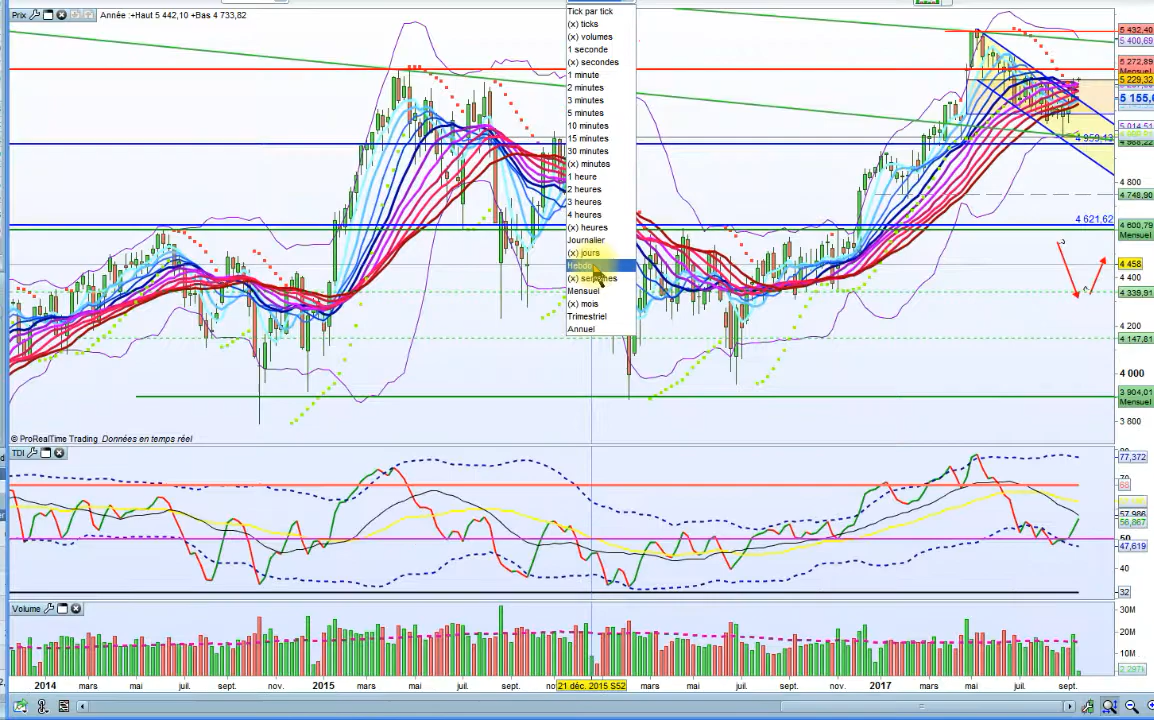 Prix
Année :+Haut 5 442,10 +Bas 4 733,82
Tick par tick
(x) ticks
(x) volumes
1 seconde
(x) secondes
1 minute
2 minutes
3 minutes
5 minutes
10 minutes
15 minutes
30 minutes
(x) minutes
1 heure
2 heures
3 heures
4 heures
(x) heures
Journalier
(x) jours
Hebdo
Mensuel
(x) mois
Trimestriel
Annuel
5 432,40
5 400,69
5 272,89
Mensuel
5 229,32
5 155,6
5 014,51
4 959,13
4 800
4 748,90
4 621,62
4 600,79
Mensuel
4 458
4 400
4 339,91
4 200
4 147,81
4 000
3 904,01
Mensuel
3 800
© ProRealTime Trading Données en temps réel
TDI
77,372
68
57,986
56,867
50
47,619
40
32
Volume
30M
20M
10M
2014
mars
mai
juil.
sept.
nov.
2015
mars
mai
juil.
sept.
21 déc. 2015 S52
mars
mai
juil.
sept.
nov.
2017
mars
mai
juil.
sept.